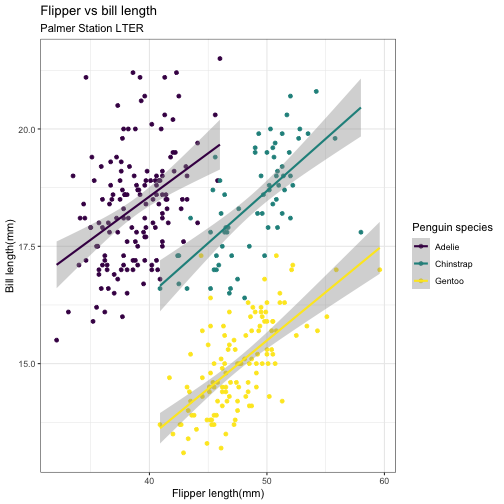 Flipper vs bill length
Palmer Station LTER
20.0
17.5
15.0
Bill length(mm)
40
50
60
Flipper length(mm)
Penguin species
Adelie
Chinstrap
Gentoo